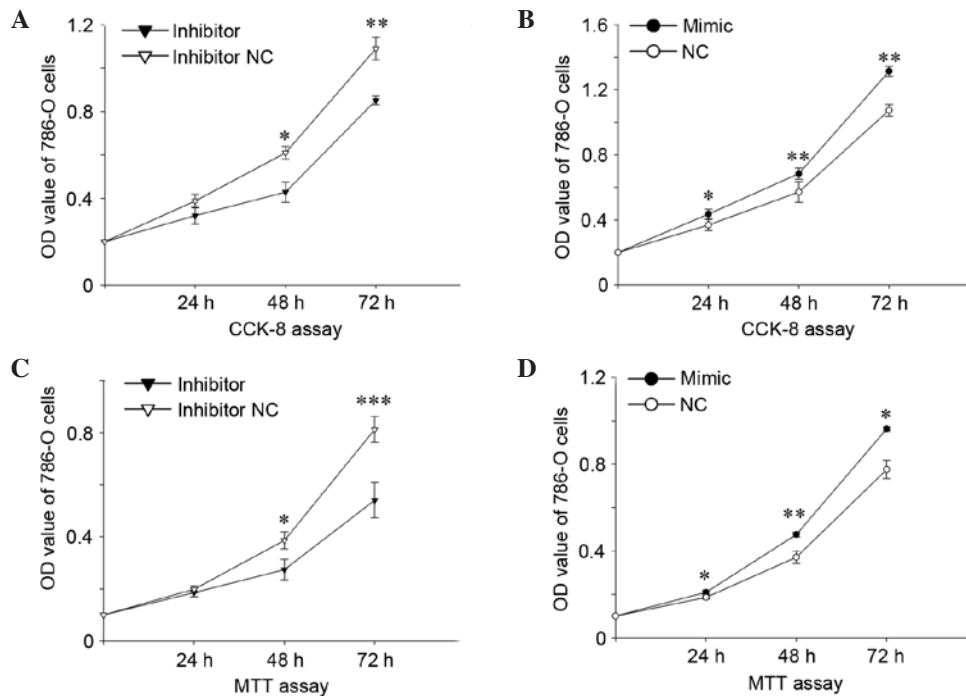 A
Inhibitor
Inhibitor NC
OD value of 786-O cells
1.2
0.8
0.4
0
*
**
24 h
48 h
72 h
CCK-8 assay
B
Mimic
NC
OD value of 786-O cells
1.6
1.2
0.8
0.4
0
*
**
**
24 h
48 h
72 h
CCK-8 assay
C
Inhibitor
Inhibitor NC
OD value of 786-O cells
0.8
0.4
0
*
***
24 h
48 h
72 h
MTT assay
D
Mimic
NC
OD value of 786-O cells
1.2
0.8
0.4
0
*
**
*
24 h
48 h
72 h
MTT assay